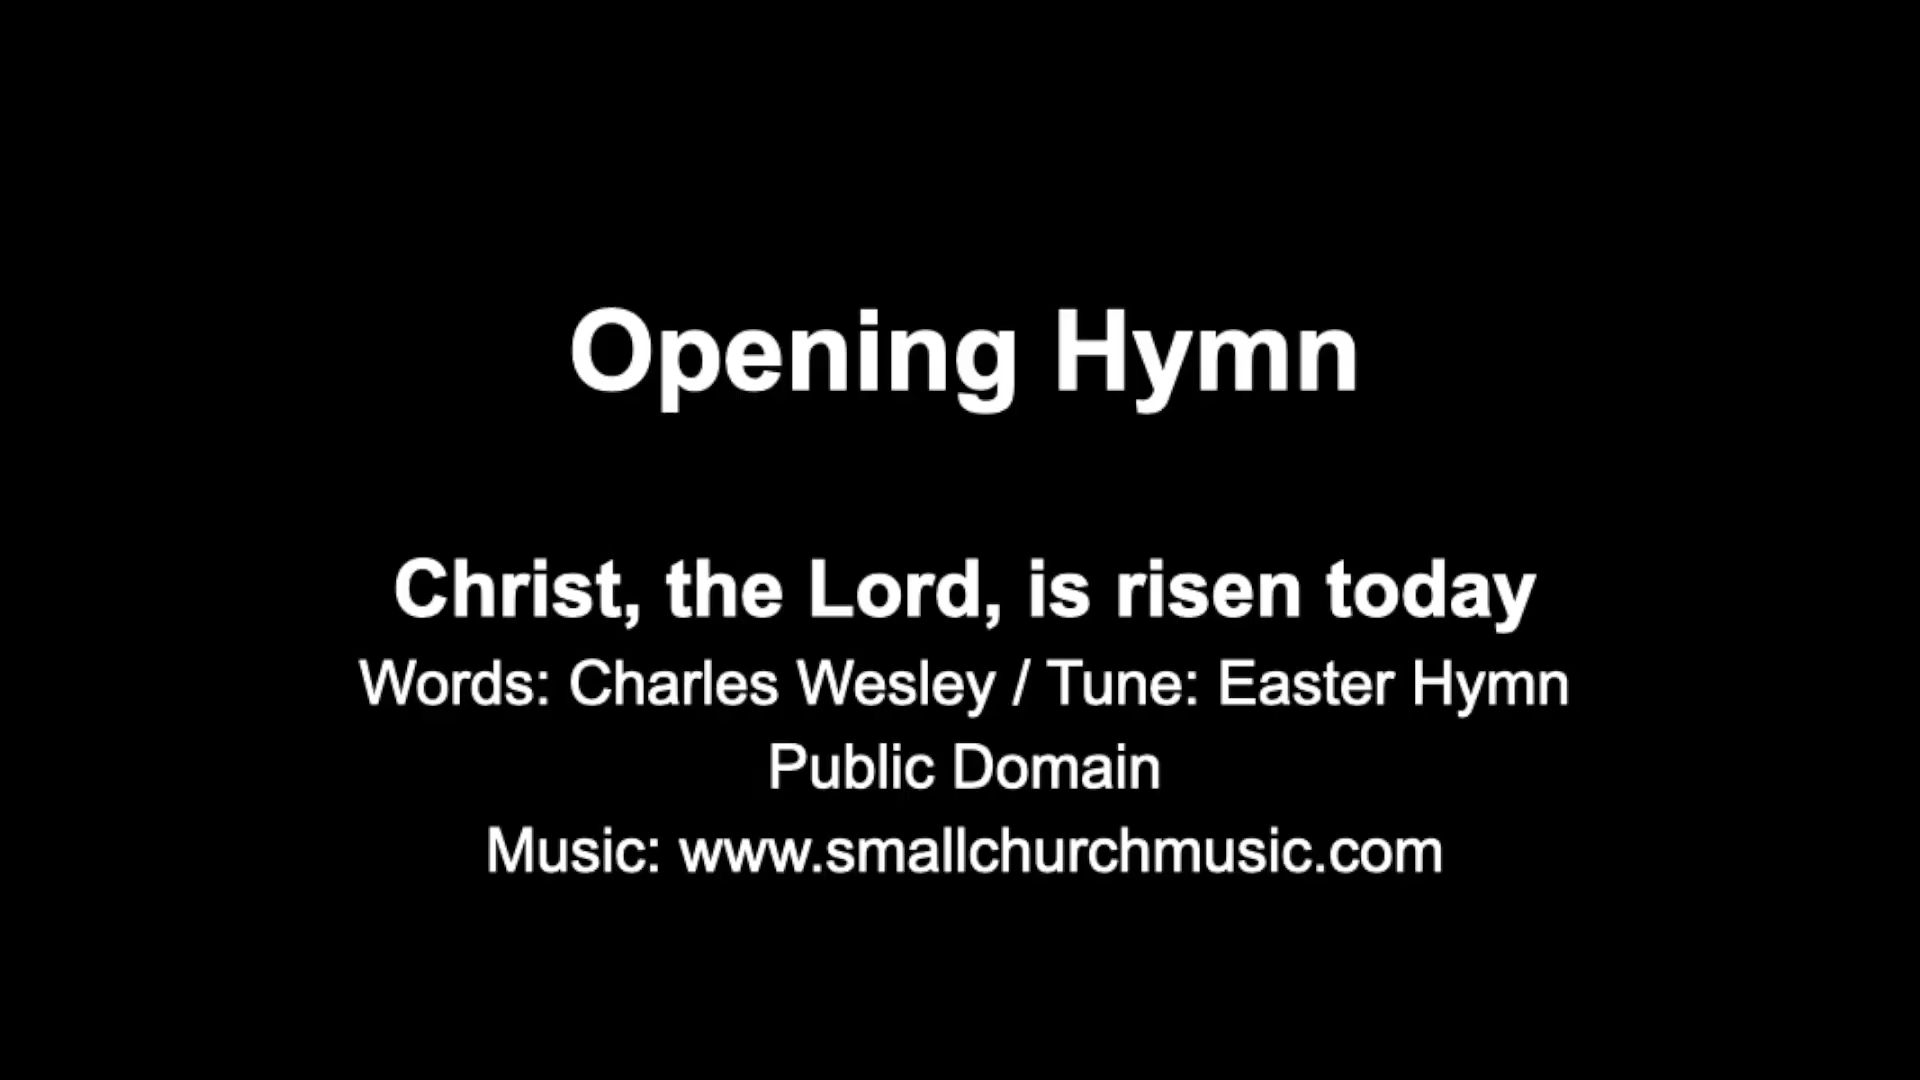 Opening Hymn
Christ, the Lord, is risen today
Words: Charles Wesley / Tune: Easter Hymn
Public Domain
Music: www.smallchurchmusic.com